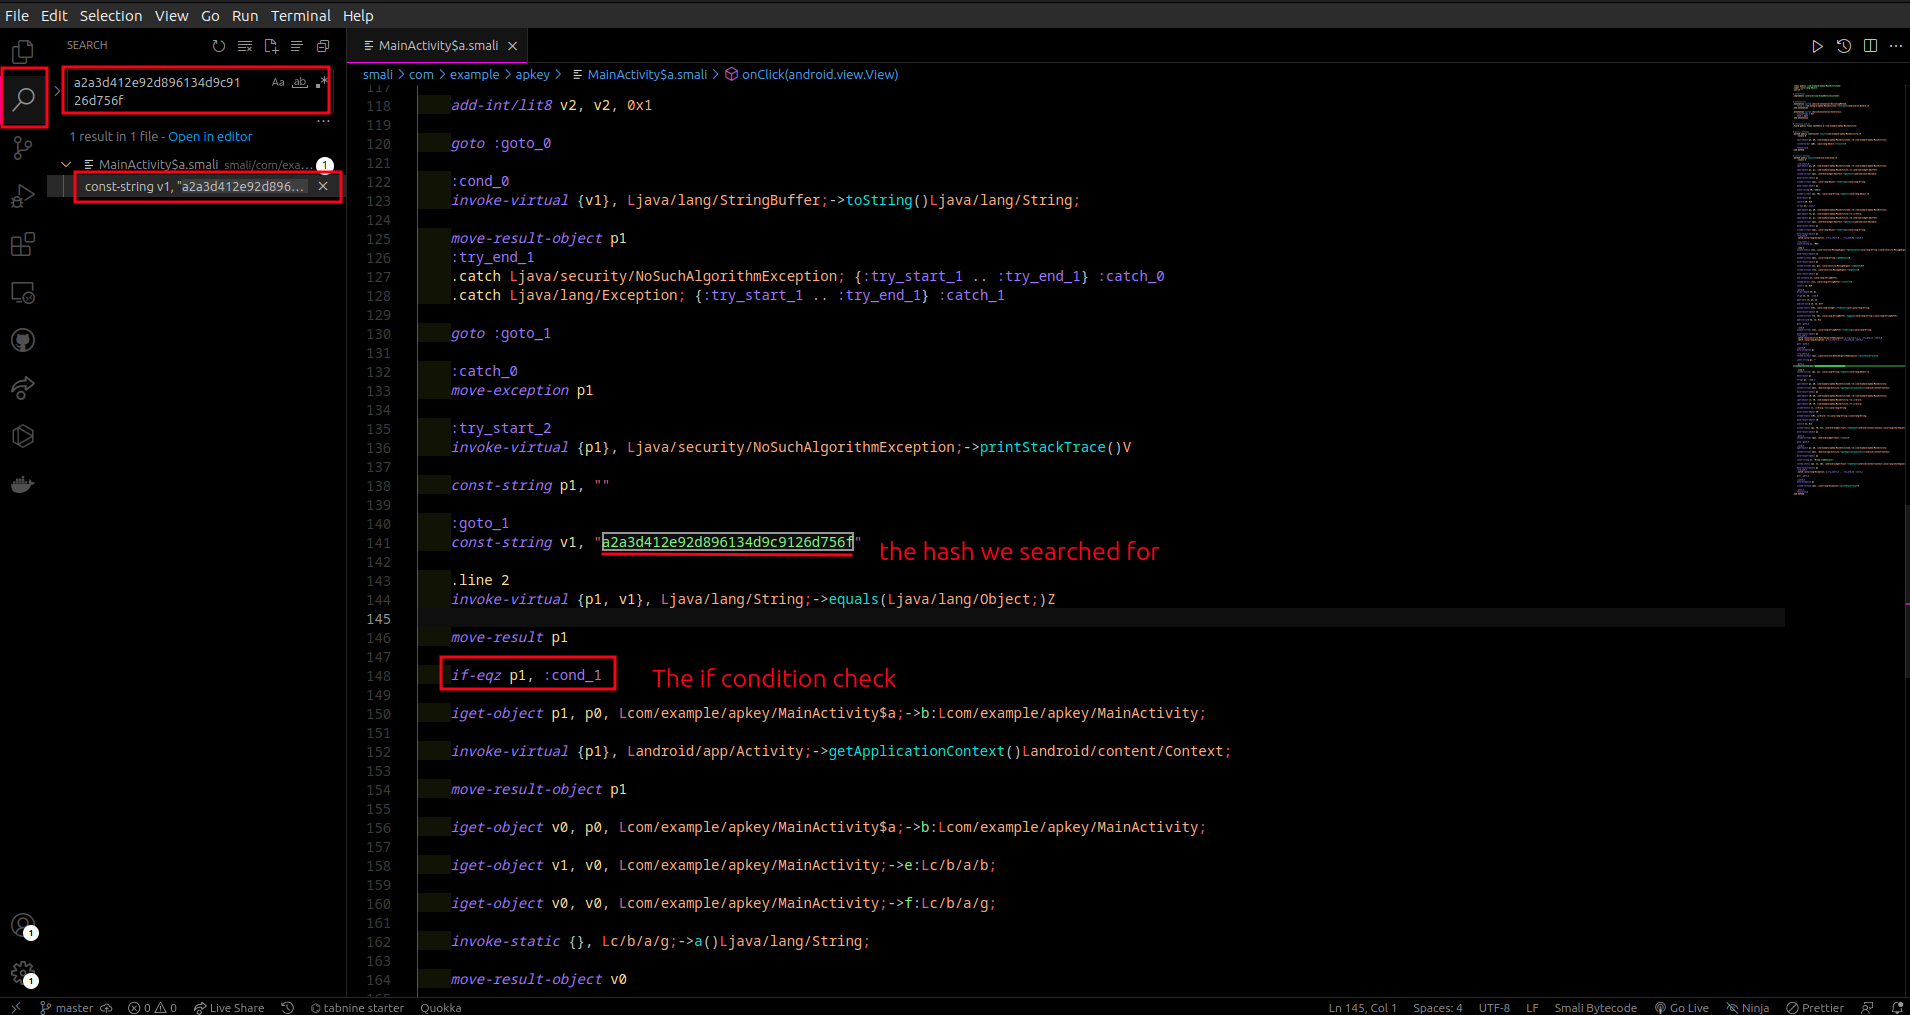 File Edit Selection View Go Run Terminal Help
SEARCH
a2a3d412e92d896134d9c91
26d756f
Aa ab .*
1 result in 1 file - Open in editor
MainActivity$a.smali smali/com/exa... 1
const-string v1, "a2a3d412e92d896...
1
1
MainActivity$a.smali
smali > com > example > apkey > MainActivity$a.smali > onClick(android.view.View)
117
118 add-int/lit8 v2, v2, 0x1
119
120 goto :goto_0
121
122 :cond_0
123 invoke-virtual {v1}, Ljava/lang/StringBuffer;->toString()Ljava/lang/String;
124
125 move-result-object p1
126 :try_end_1
127 .catch Ljava/security/NoSuchAlgorithmException; {:try_start_1 .. :try_end_1} :catch_0
128 .catch Ljava/lang/Exception; {:try_start_1 .. :try_end_1} :catch_1
129
130 goto :goto_1
131
132 :catch_0
133 move-exception p1
134
135 :try_start_2
136 invoke-virtual {p1}, Ljava/security/NoSuchAlgorithmException;->printStackTrace()V
137
138 const-string p1, ""
139
140 :goto_1
141 const-string v1, "a2a3d412e92d896134d9c9126d756f" the hash we searched for
142
143 .line 2
144 invoke-virtual {p1, v1}, Ljava/lang/String;->equals(Ljava/lang/Object;)Z
145
146 move-result p1
147
148 if-eqz p1, :cond_1 The if condition check
149
150 iget-object p1, p0, Lcom/example/apkey/MainActivity$a;->b:Lcom/example/apkey/MainActivity;
151
152 invoke-virtual {p1}, Landroid/app/Activity;->getApplicationContext()Landroid/content/Context;
153
154 move-result-object p1
155
156 iget-object v0, p0, Lcom/example/apkey/MainActivity$a;->b:Lcom/example/apkey/MainActivity;
157
158 iget-object v1, v0, Lcom/example/apkey/MainActivity;->e:Lc/b/a/b;
159
160 iget-object v0, v0, Lcom/example/apkey/MainActivity;->f:Lc/b/a/g;
161
162 invoke-static {}, Lc/b/a/g;->a()Ljava/lang/String;
163
164 move-result-object v0
165
master 0 0 Live Share tabnine starter Quokka Ln 145, Col 1 Spaces: 4 UTF-8 LF Smali Bytecode Go Live Ninja Prettier